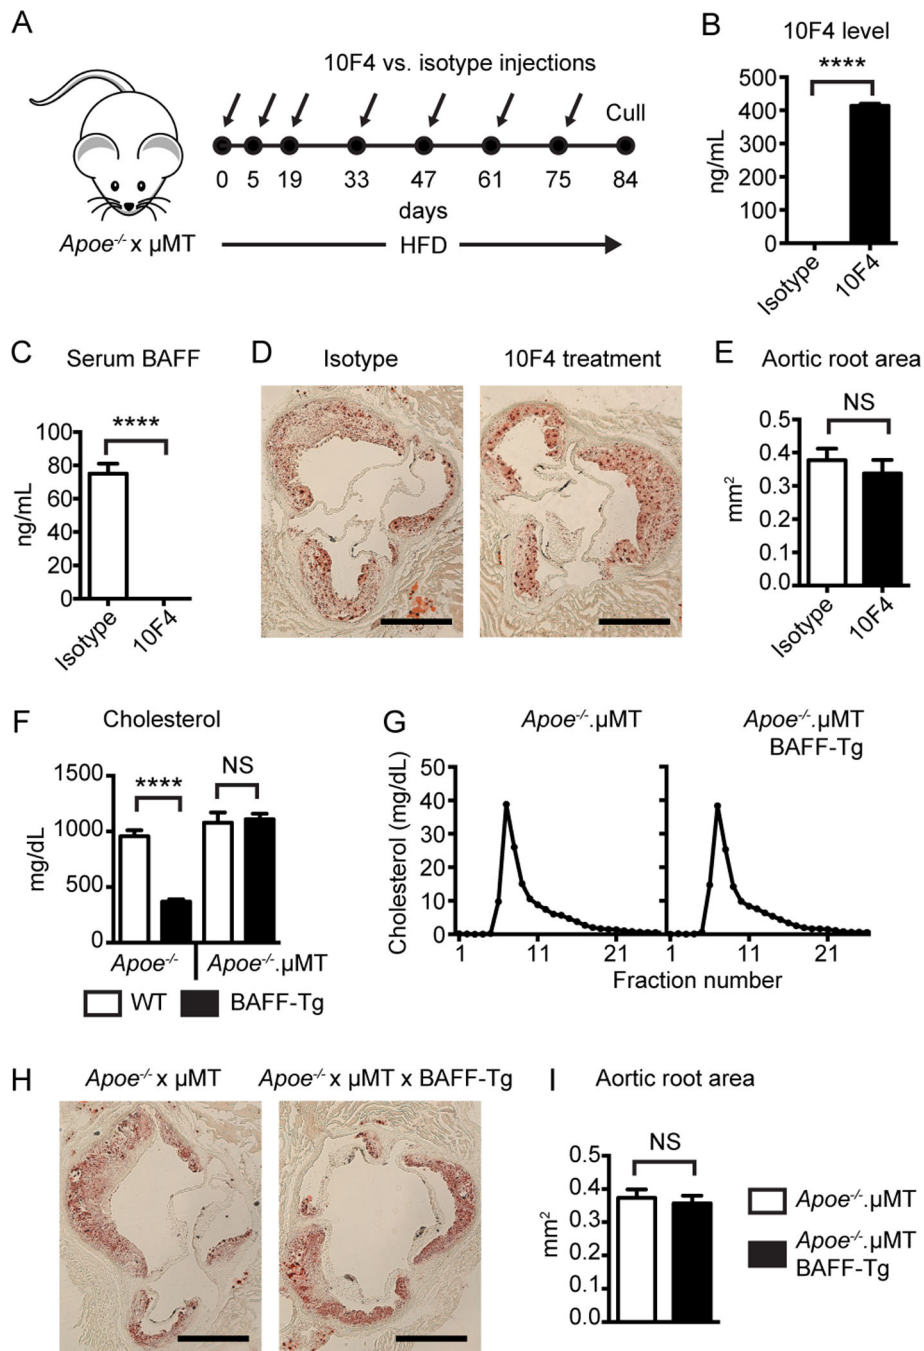 A
10F4 vs. isotype injections
Cull
0 5 19 33 47 61 75 84
days
Apoe-/- x µMT
HFD
B
10F4 level
****
500
400
300
200
100
0
ng/mL
Isotype
10F4
C
Serum BAFF
****
100
80
60
40
20
0
ng/mL
Isotype
10F4
D
Isotype
10F4 treatment
E
Aortic root area
NS
0.4
0.3
0.2
0.1
0.0
mm²
Isotype
10F4
F
Cholesterol
NS
****
1500
1000
500
0
mg/dL
Apoe-/-
Apoe-/-.µMT
WT
BAFF-Tg
G
Apoe-/-.µMT
Apoe-/-.µMT
BAFF-Tg
Cholesterol (mg/dL)
50
40
30
20
10
0
1 11 21 1 11 21
Fraction number
H
Apoe-/- x µMT
Apoe-/- x µMT x BAFF-Tg
I
Aortic root area
NS
0.4
0.3
0.2
0.1
0.0
mm²
Apoe-/-.µMT
Apoe-/-.µMT
BAFF-Tg